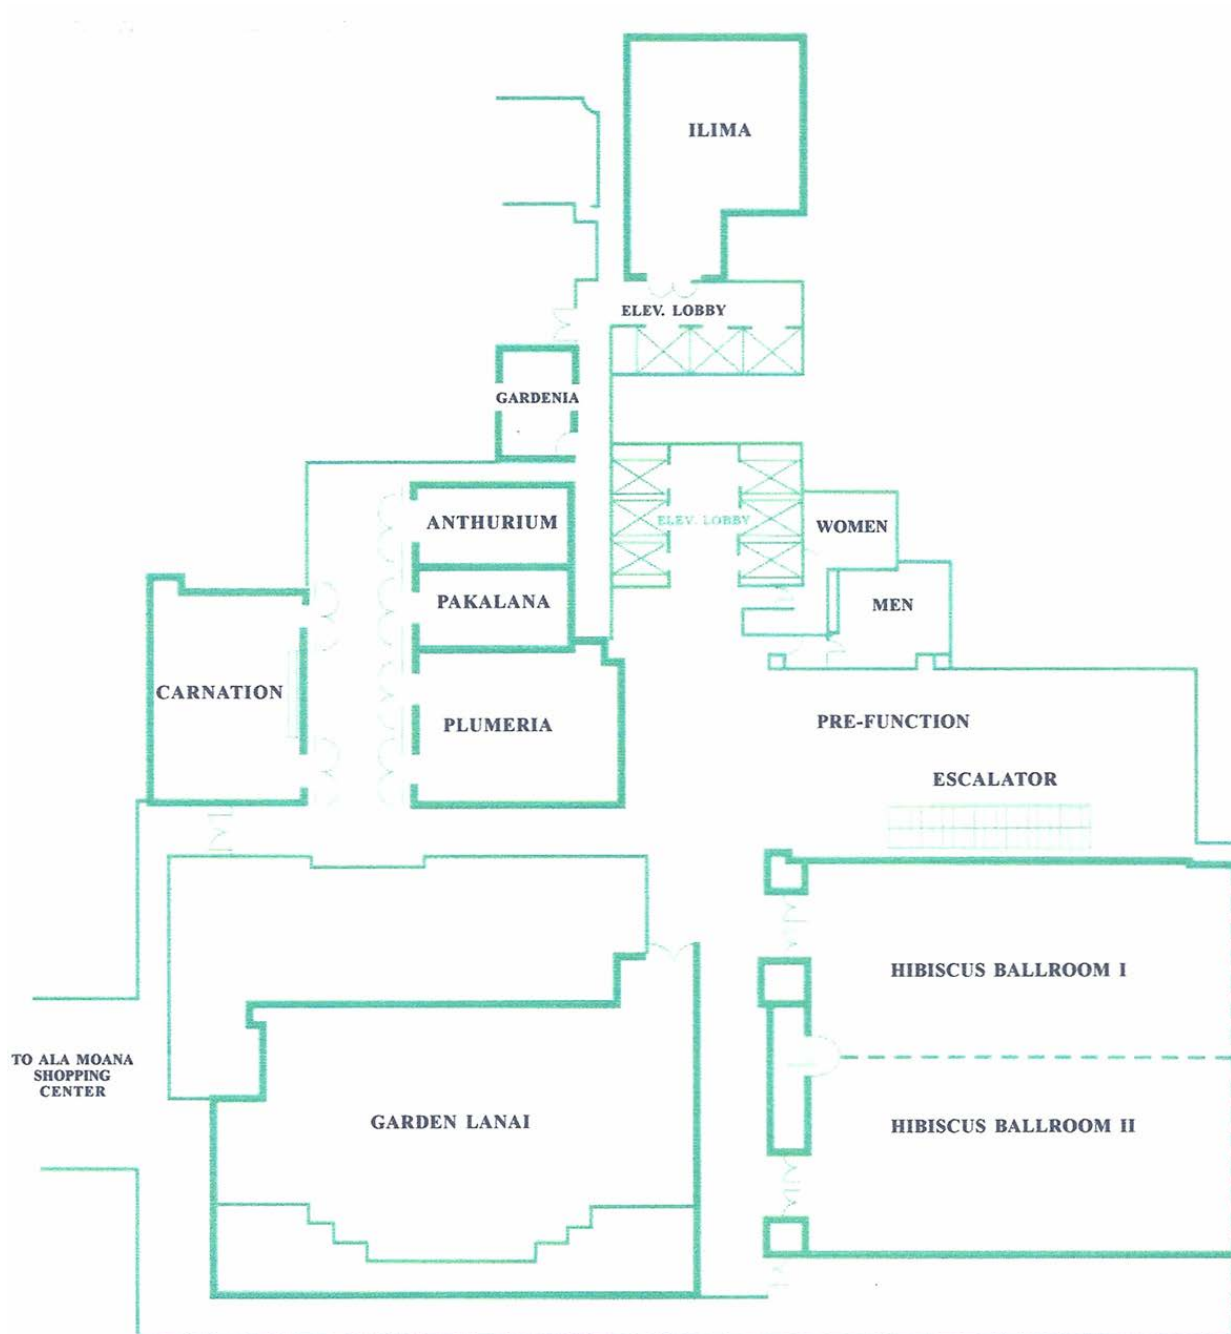 ILIMA
ELEV. LOBBY
GARDENIA
ANTHURIUM
ELEV. LOBBY
WOMEN
PAKALANA
MEN
CARNATION
PLUMERIA
PRE-FUNCTION
ESCALATOR
HIBISCUS BALLROOM I
TO ALA MOANA
SHOPPING
CENTER
GARDEN LANAI
HIBISCUS BALLROOM II